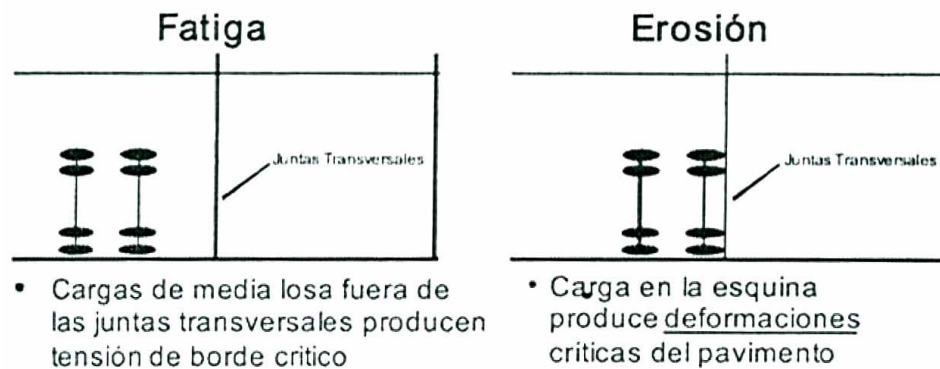 Fatiga
Juntas Transversales
• Cargas de media losa fuera de
las juntas transversales producen
tensión de borde critico
Erosión
Juntas Transversales
• Carga en la esquina
produce deformaciones
criticas del pavimento